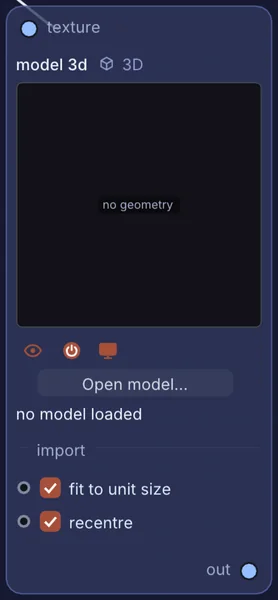 texture
model 3d 3D
no geometry
Open model...
no model loaded
import
fit to unit size
recentre
out